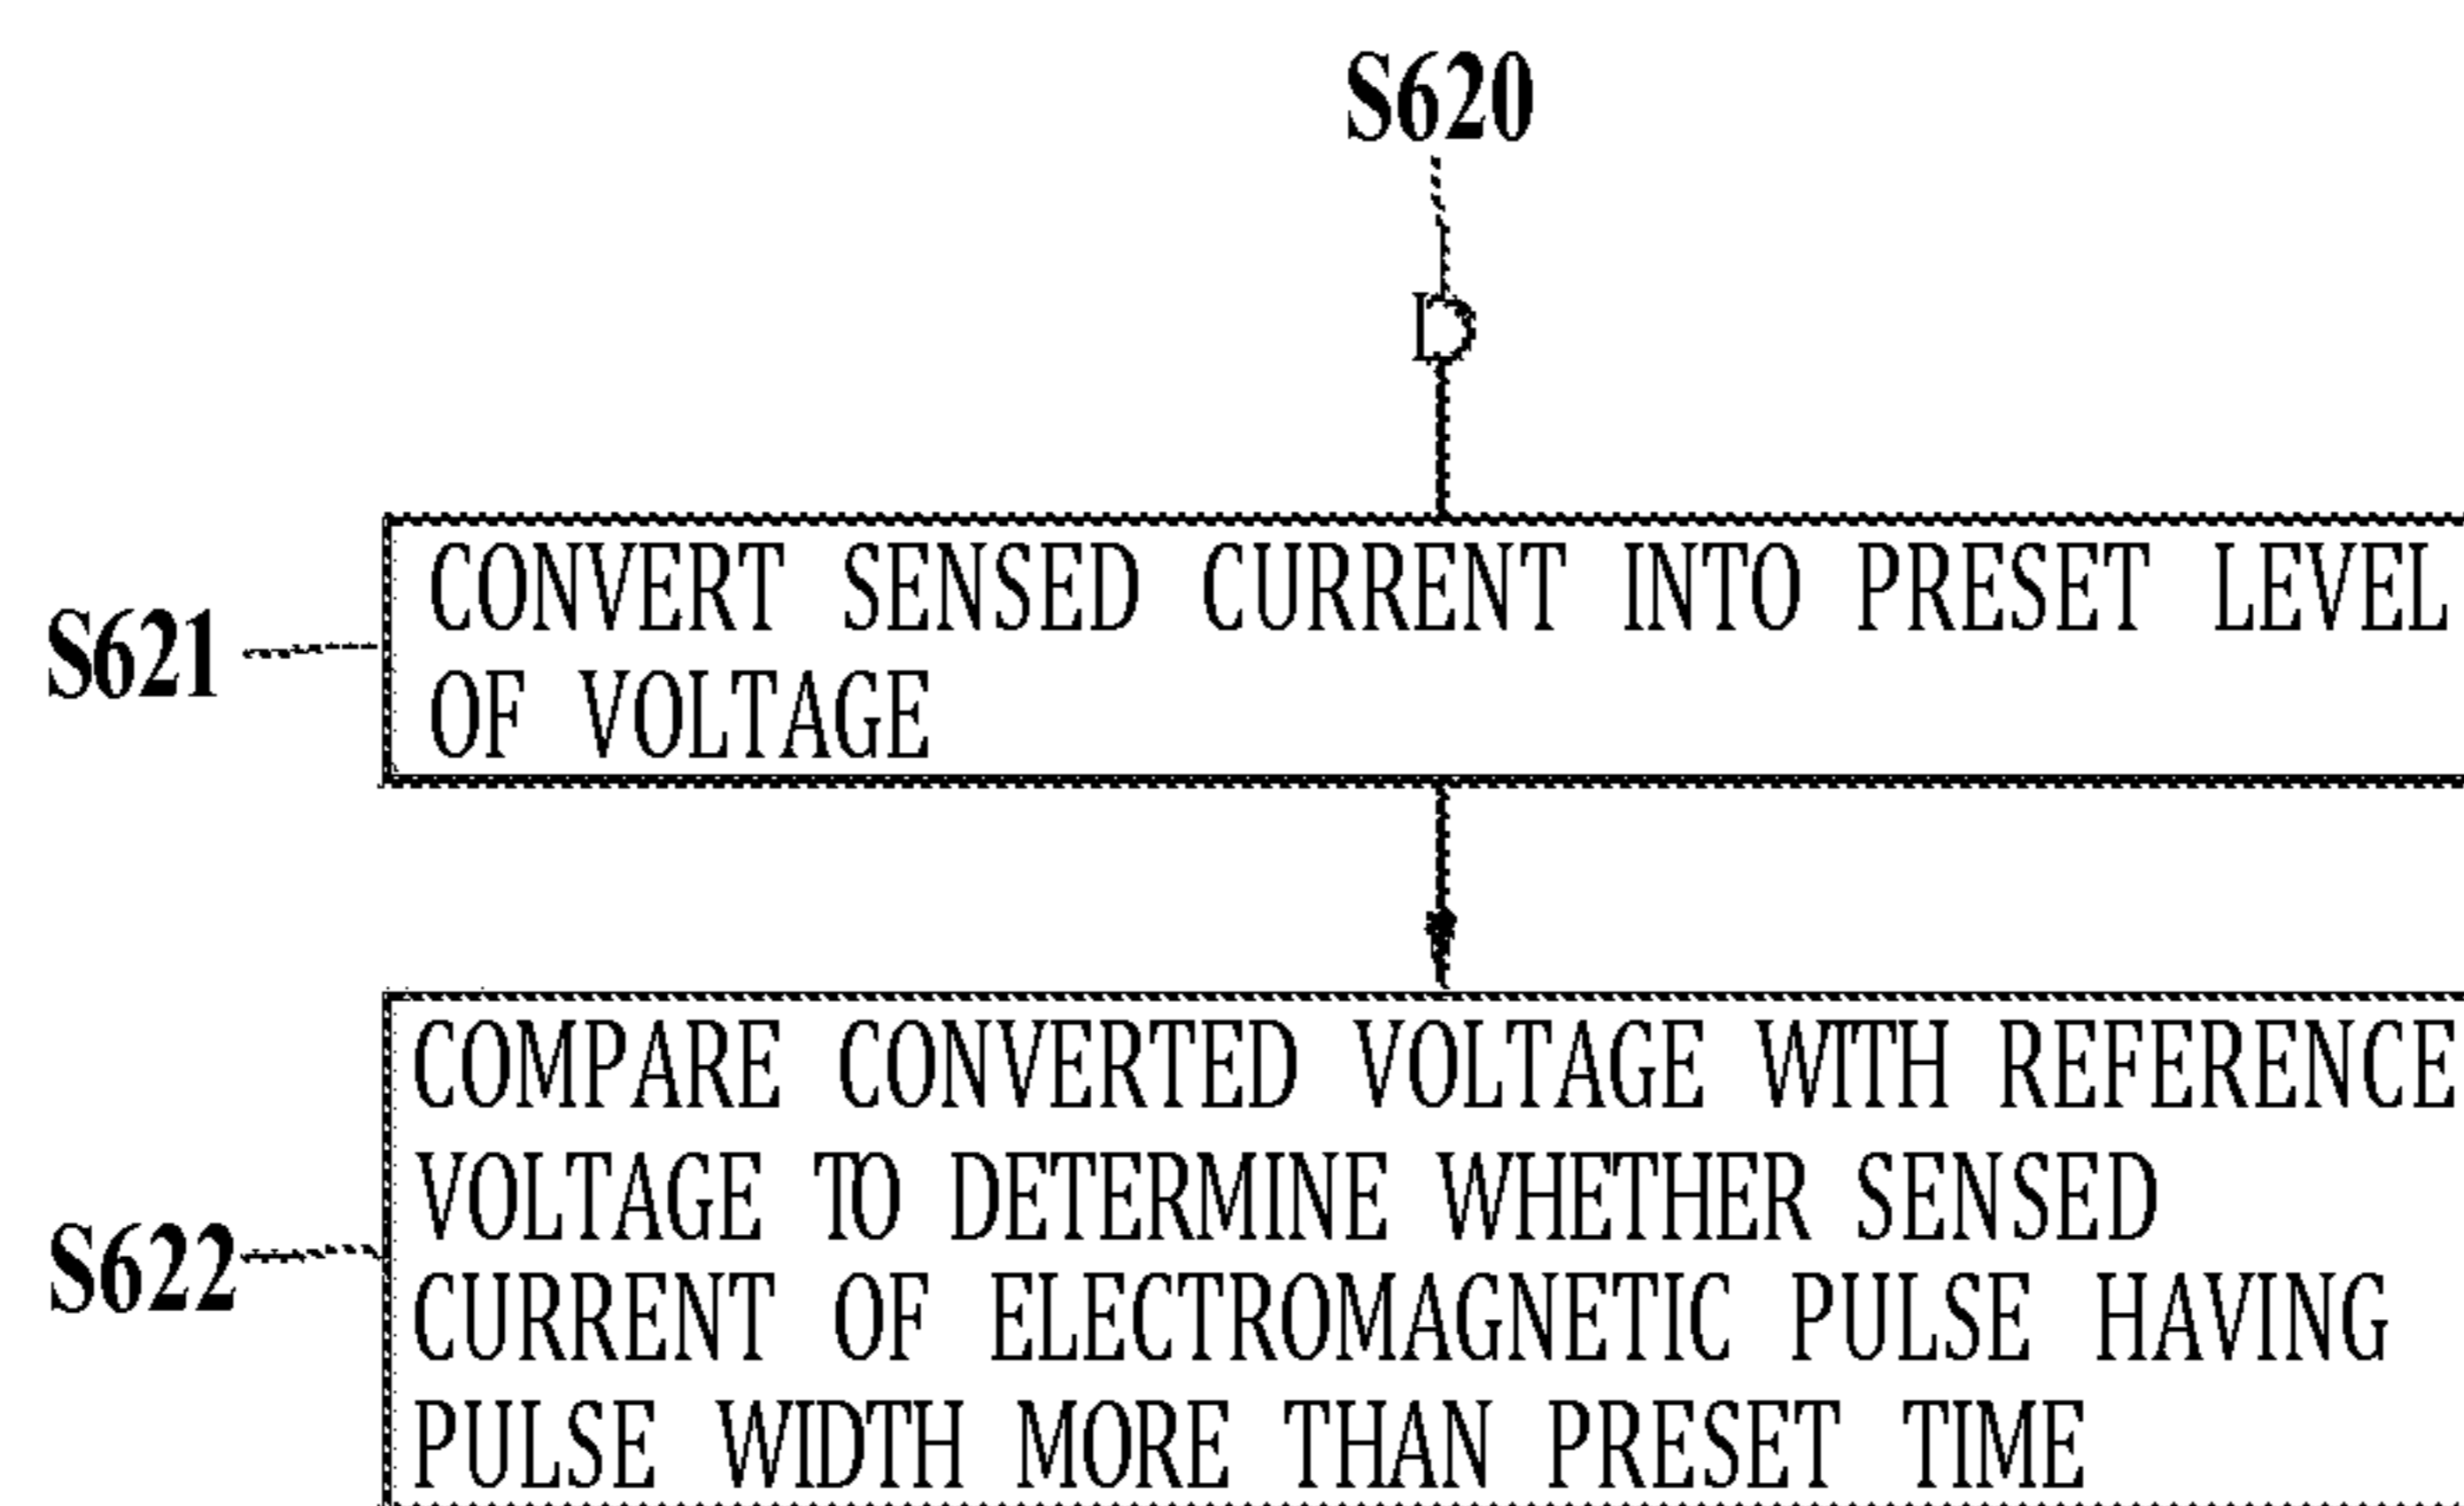 S620
D
S621
CONVERT SENSED CURRENT INTO PRESET LEVEL
OF VOLTAGE
S622
COMPARE CONVERTED VOLTAGE WITH REFERENCE
VOLTAGE TO DETERMINE WHETHER SENSED
CURRENT OF ELECTROMAGNETIC PULSE HAVING
PULSE WIDTH MORE THAN PRESET TIME